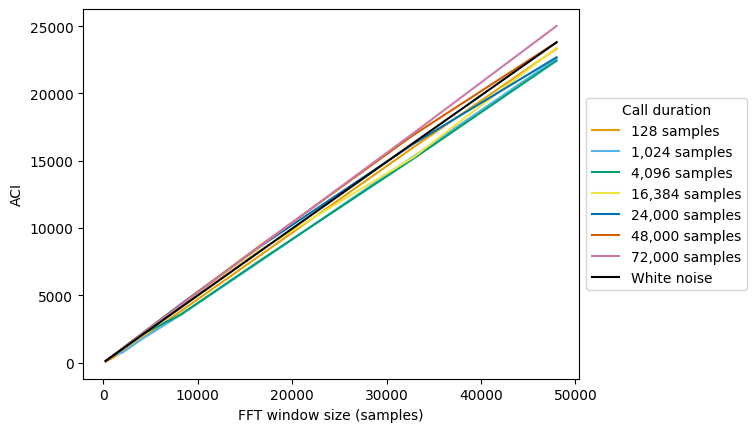 25000
20000
15000
10000
5000
0
ACI
0 10000 20000 30000 40000 50000
FFT window size (samples)
Call duration
128 samples
1,024 samples
4,096 samples
16,384 samples
24,000 samples
48,000 samples
72,000 samples
White noise